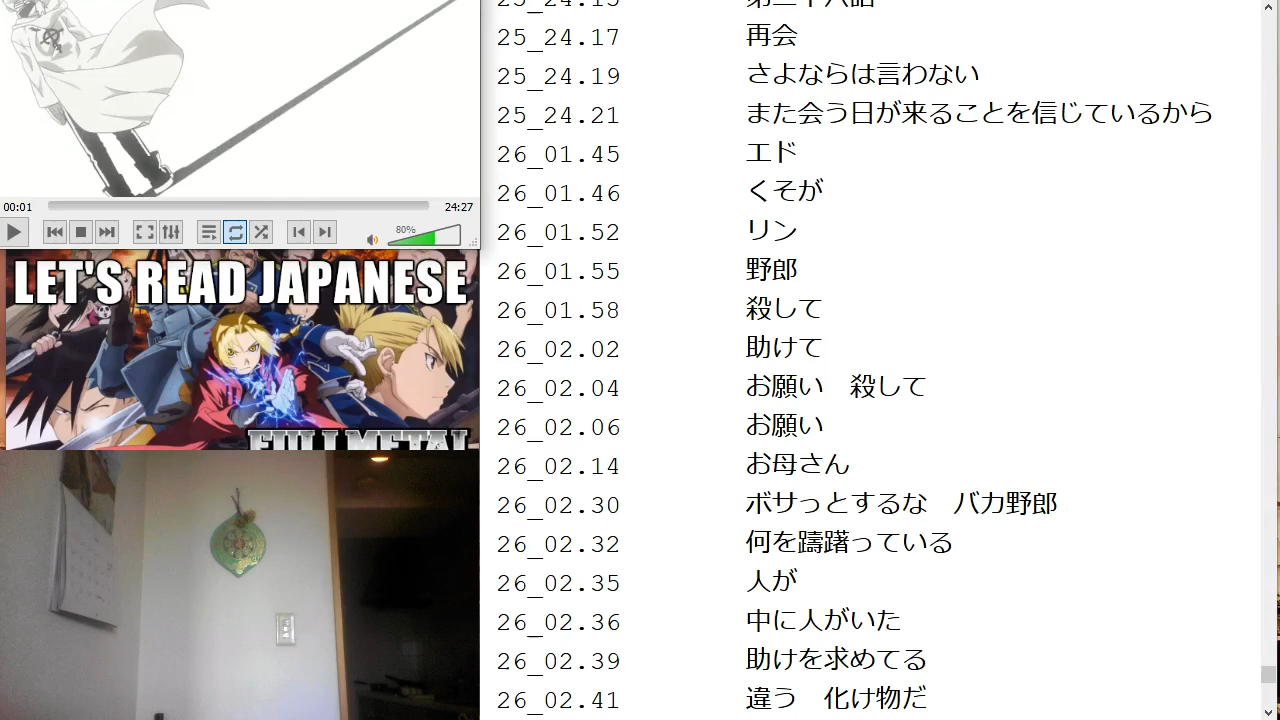 00:01
24:27
80%
LET'S READ JAPANESE
FULLMETAL
25_24.17 再会
25_24.19 さよならは言わない
25_24.21 また会う日が来ることを信じているから
26_01.45 エド
26_01.46 くそが
26_01.52 リン
26_01.55 野郎
26_01.58 殺して
26_02.02 助けて
26_02.04 お願い　殺して
26_02.06 お願い
26_02.14 お母さん
26_02.30 ボサっとするな　バカ野郎
26_02.32 何を躊躇っている
26_02.35 人が
26_02.36 中に人がいた
26_02.39 助けを求めてる
26_02.41 違う　化け物だ